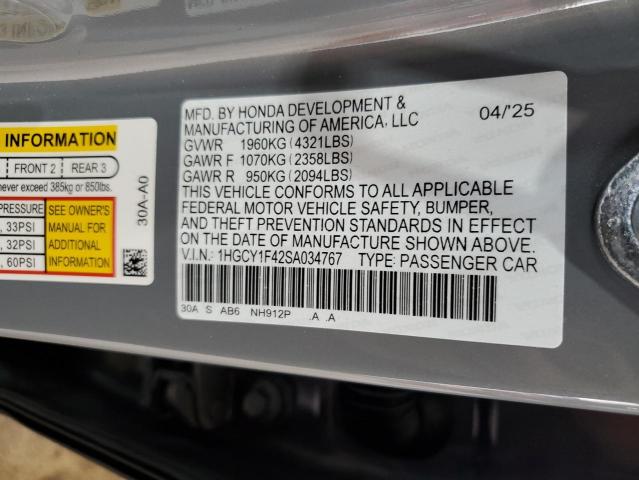 MFD. BY HONDA DEVELOPMENT &
MANUFACTURING OF AMERICA, LLC
04/'25
GVWR 1960KG (4321LBS)
GAWR F 1070KG (2358LBS)
GAWR R 950KG (2094LBS)
THIS VEHICLE CONFORMS TO ALL APPLICABLE
FEDERAL MOTOR VEHICLE SAFETY, BUMPER,
AND THEFT PREVENTION STANDARDS IN EFFECT
ON THE DATE OF MANUFACTURE SHOWN ABOVE.
V.I.N.: 1HGCY1F42SA034767 TYPE: PASSENGER CAR
30A S AB6 NH912P .A .A
INFORMATION
FRONT 2 REAR 3
never exceed 385kg or 850lbs.
PRESSURE
, 33PSI
, 32PSI
, 60PSI
SEE OWNER'S
MANUAL
FOR
ADDITIONAL
INFORMATION
30A-A0